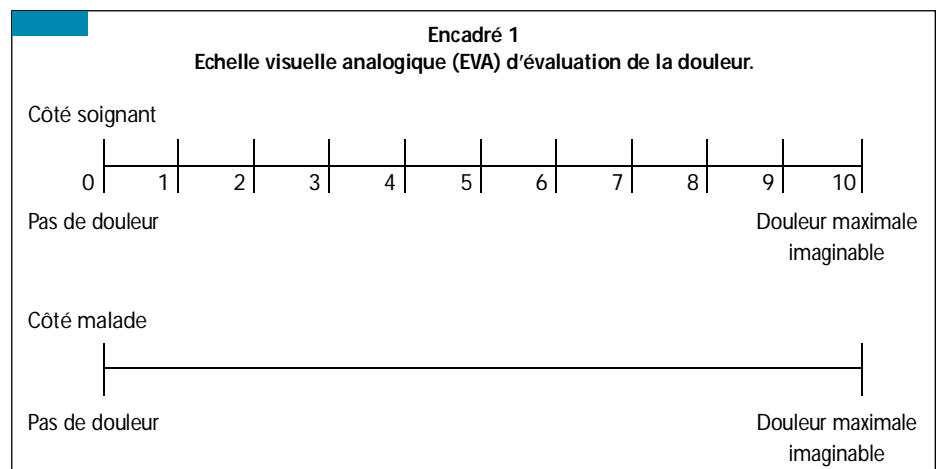 Encadré 1
Echelle visuelle analogique (EVA) d'évaluation de la douleur.
Côté soignant
0 1 2 3 4 5 6 7 8 9 10
Pas de douleur Douleur maximale
imaginable
Côté malade
Pas de douleur Douleur maximale
imaginable